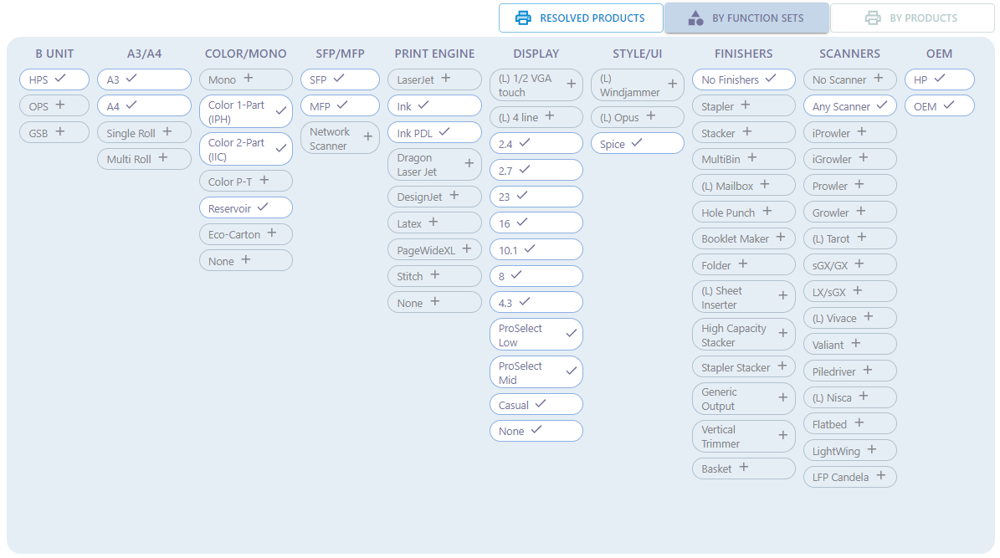 RESOLVED PRODUCTS
BY FUNCTION SETS
BY PRODUCTS
B UNIT
HPS
OPS
GSB
A3/A4
A3
A4
Single Roll
Multi Roll
COLOR/MONO
Mono
Color 1-Part
(IPH)
Color 2-Part
(IIC)
Color P-T
Reservoir
Eco-Carton
None
SFP/MFP
SFP
MFP
Network
Scanner
PRINT ENGINE
LaserJet
Ink
Ink PDL
Dragon
Laser Jet
DesignJet
Latex
PageWideXL
Stitch
None
DISPLAY
(L) 1/2 VGA
touch
(L) 4 line
2.4
2.7
23
16
10.1
8
4.3
ProSelect
Low
ProSelect
Mid
Casual
None
STYLE/UI
(L)
Windjammer
(L) Opus
Spice
FINISHERS
No Finishers
Stapler
Stacker
MultiBin
(L) Mailbox
Hole Punch
Booklet Maker
Folder
(L) Sheet
Inserter
High Capacity
Stacker
Stapler Stacker
Generic
Output
Vertical
Trimmer
Basket
SCANNERS
No Scanner
Any Scanner
iProwler
iGrowler
Prowler
Growler
(L) Tarot
sGX/GX
LX/sGX
(L) Vivace
Valiant
Piledriver
(L) Nisca
Flatbed
LightWing
LFP Candela
OEM
HP
OEM